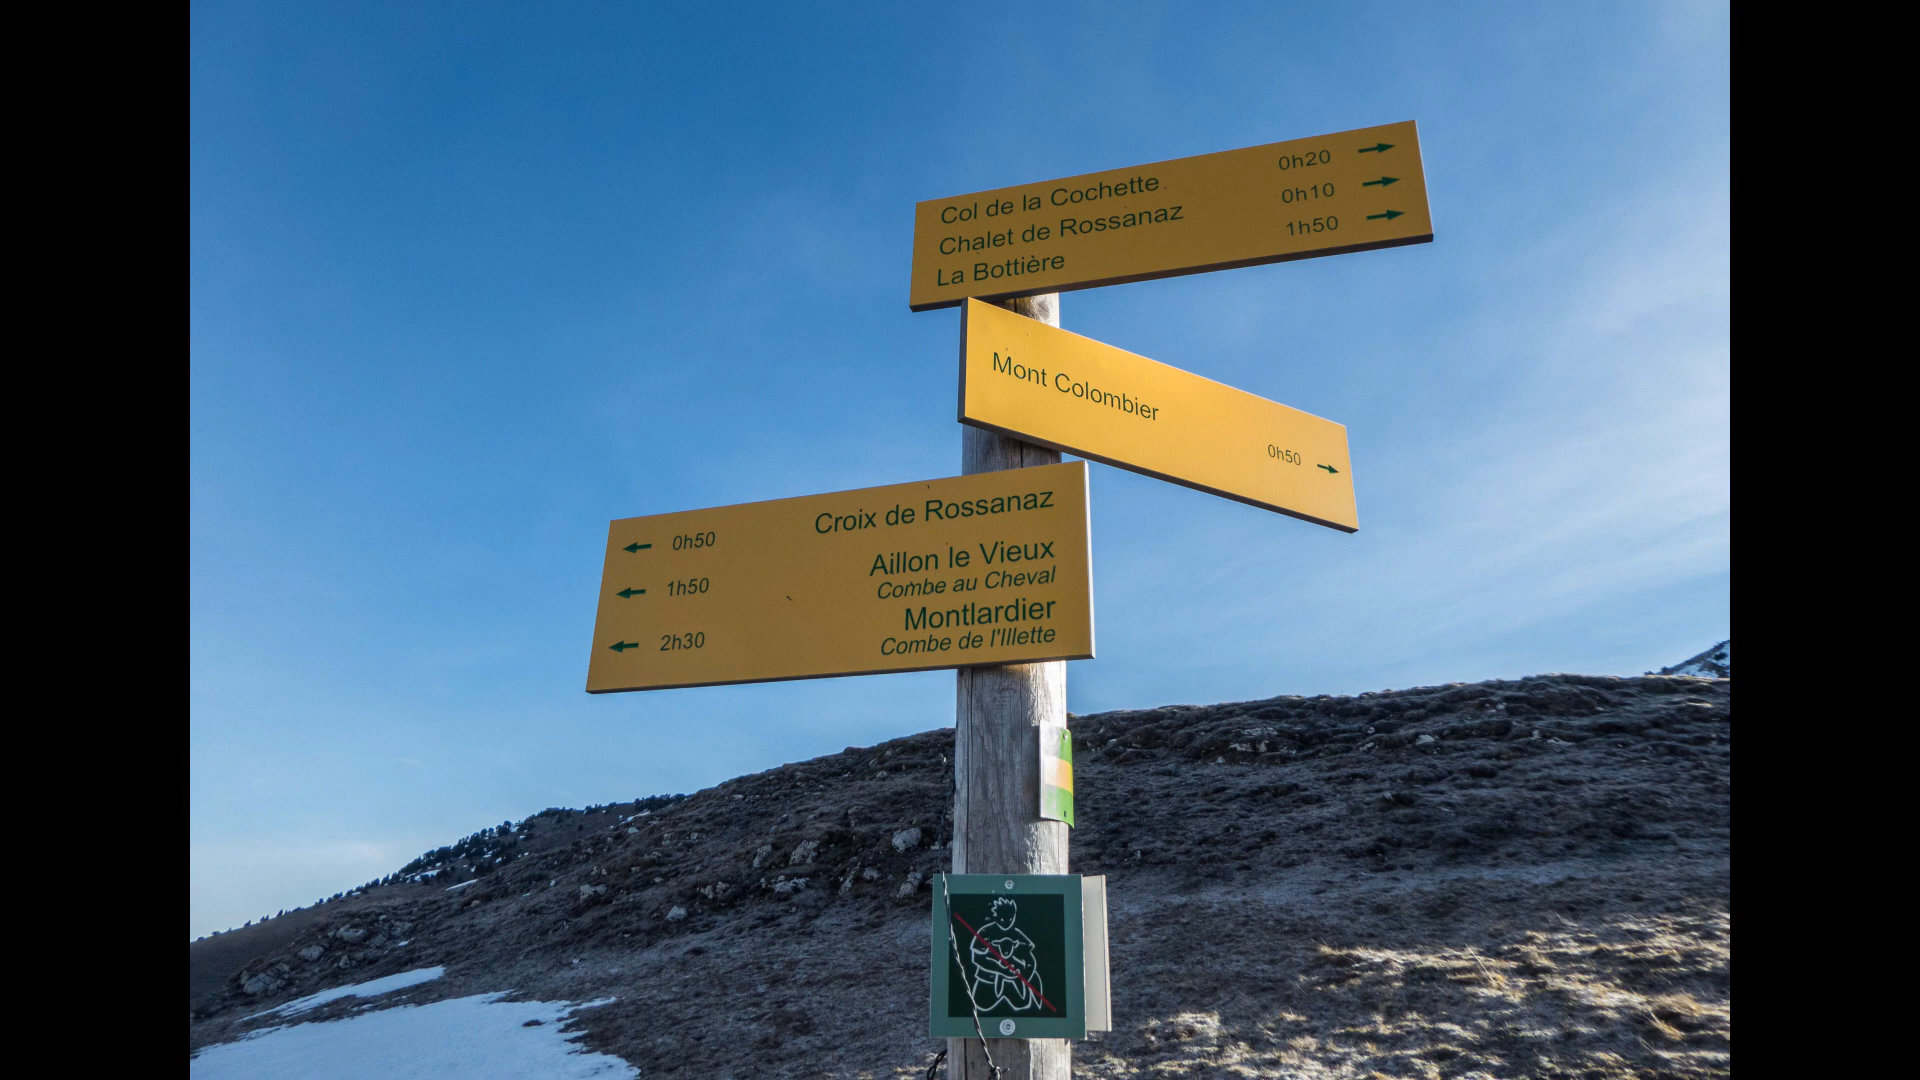 Col de la Cochette 0h20
Chalet de Rossanaz 0h10
La Bottière 1h50
Mont Colombier
0h50
0h50 Croix de Rossanaz
1h50 Aillon le Vieux
Combe au Cheval
2h30 Montlardier
Combe de l'Illette